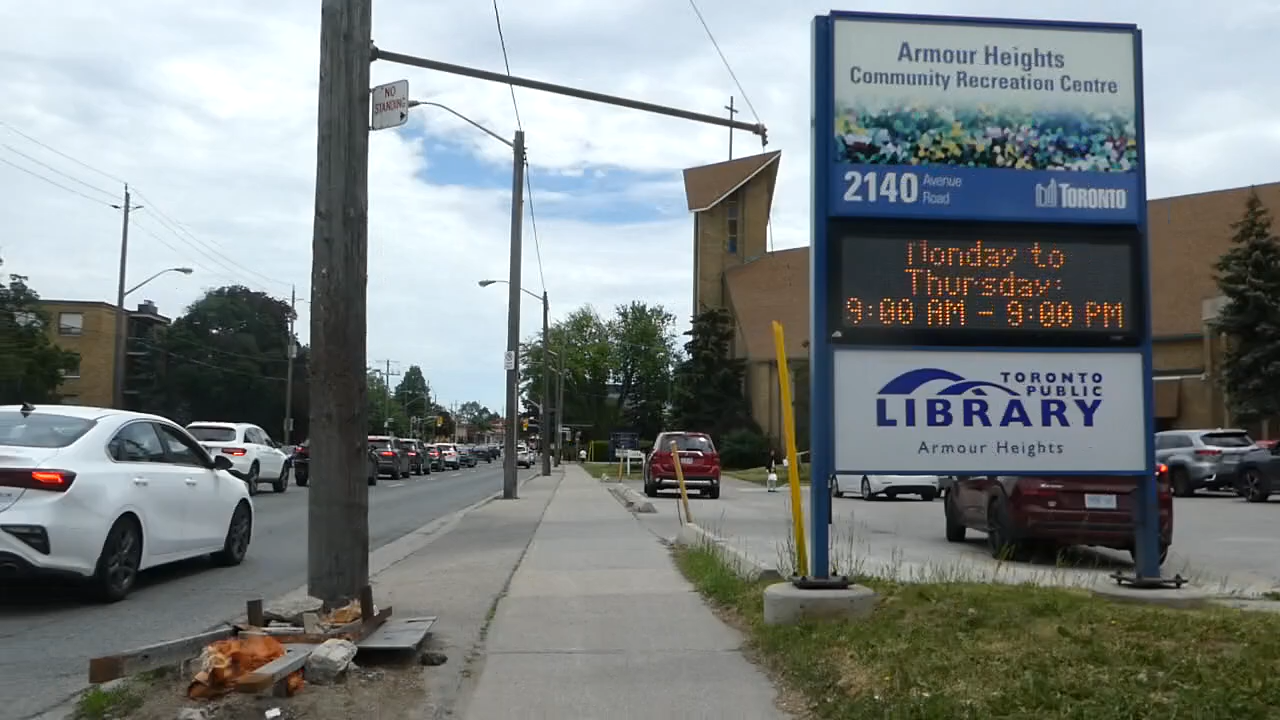 NO
STANDING
Armour Heights
Community Recreation Centre
2140 Avenue Road
TORONTO
Monday to
Thursday:
9:00 AM - 9:00 PM
TORONTO
PUBLIC
LIBRARY
Armour Heights